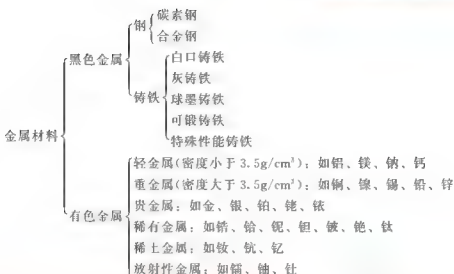 金属材料
黑色金属
钢
碳素钢
合金钢
铸铁
白口铸铁
灰铸铁
球墨铸铁
可锻铸铁
特殊性能铸铁
有色金属
轻金属(密度小于3.5g/cm³)：如铝、镁、钠、钙
重金属(密度大于3.5g/cm³)：如铜、镍、锡、铅、锌
贵金属：如金、银、铂、铑、铱
稀有金属：如锆、铪、铌、钽、铍、铯、钛
稀土金属：如钕、钪、钇
放射性金属：如镭、铀、钍